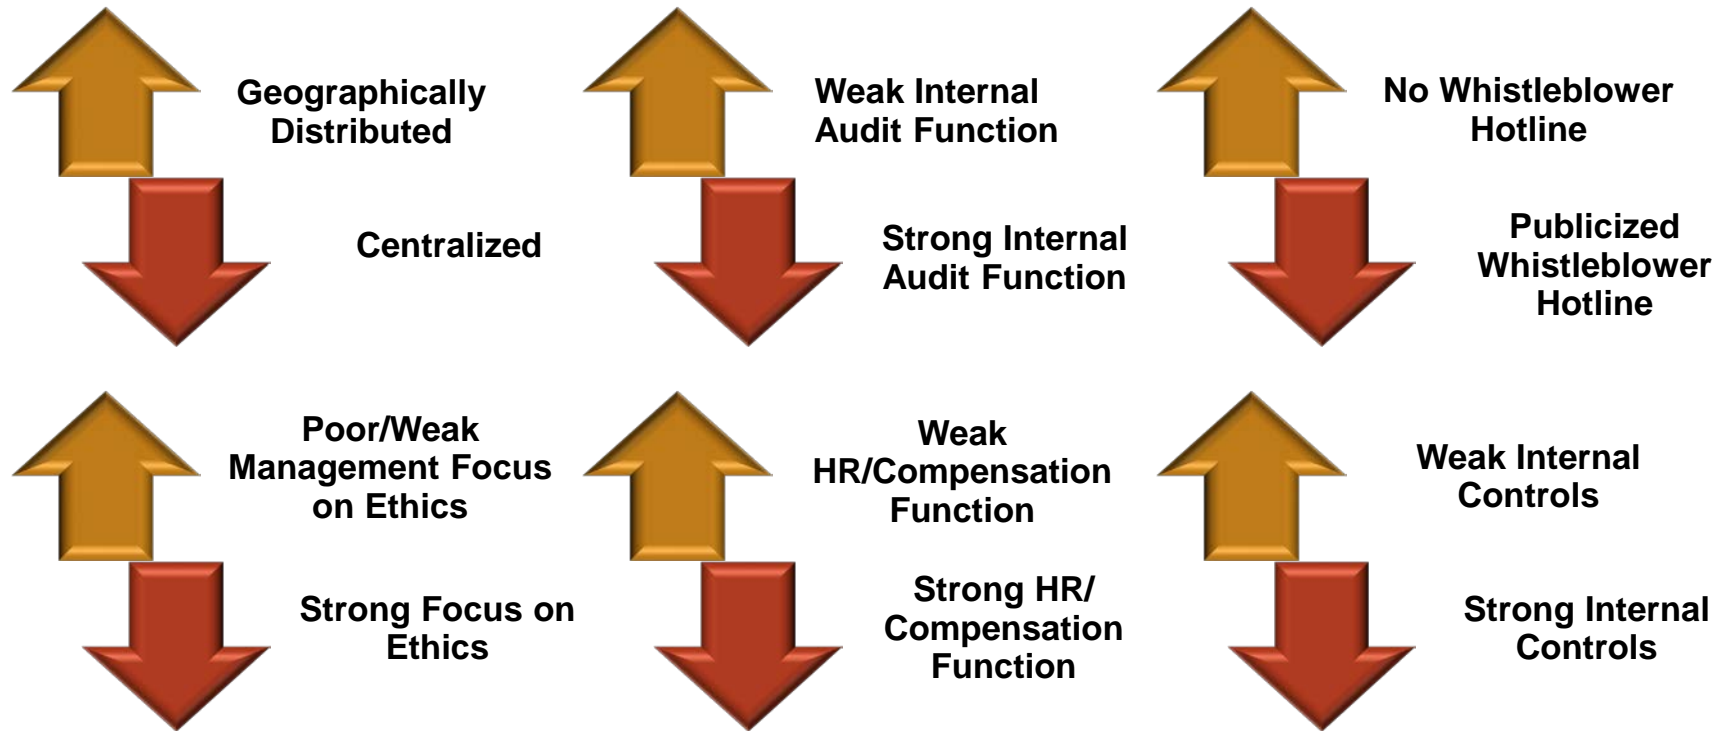 Geographically
Distributed
Centralized
Weak Internal
Audit Function
Strong Internal
Audit Function
No Whistleblower
Hotline
Publicized
Whistleblower
Hotline
Poor/Weak
Management Focus
on Ethics
Strong Focus on
Ethics
Weak
HR/Compensation
Function
Strong HR/
Compensation
Function
Weak Internal
Controls
Strong Internal
Controls